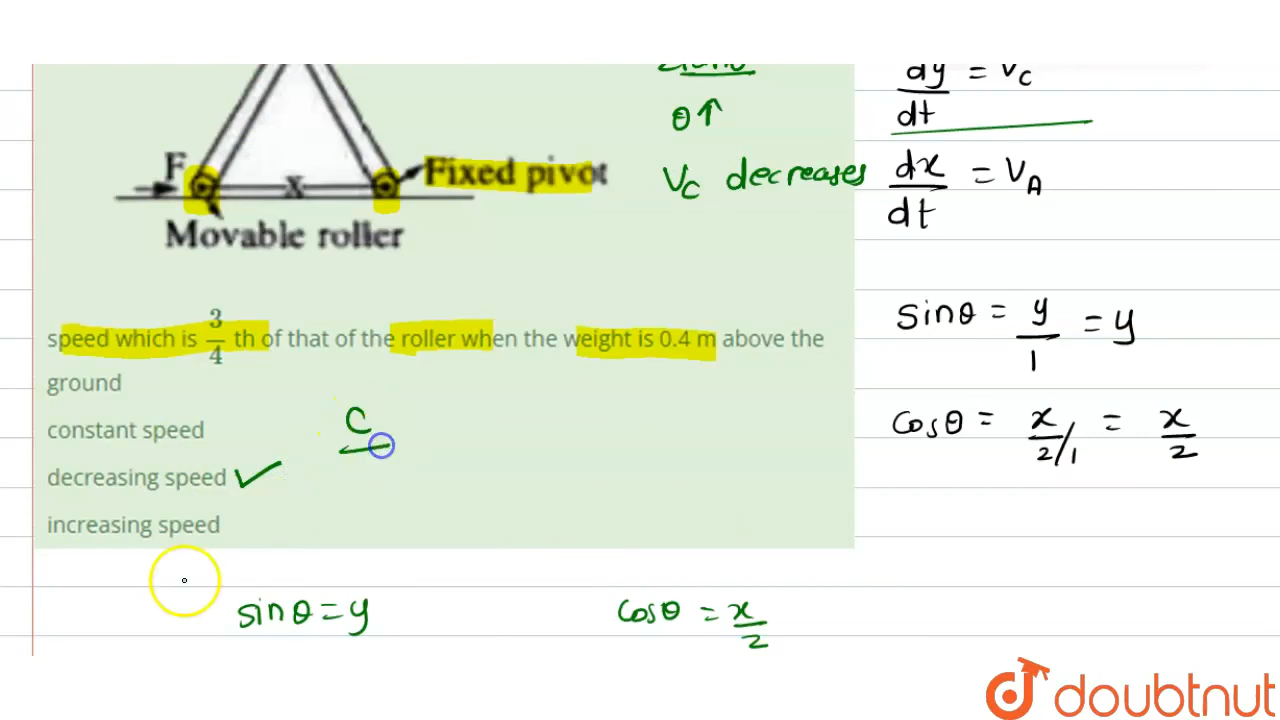 dy/dt = Vc
θ↑
Vc decreases
dx/dt = VA
F
x
Fixed pivot
Movable roller
sinθ = y/1 = y
speed which is 3/4 th of that of the roller when the weight is 0.4 m above the
ground
cosθ = x/2/1 = x/2
C
constant speed
decreasing speed ✓
increasing speed
sinθ = y
cosθ = x/2
doubtnut